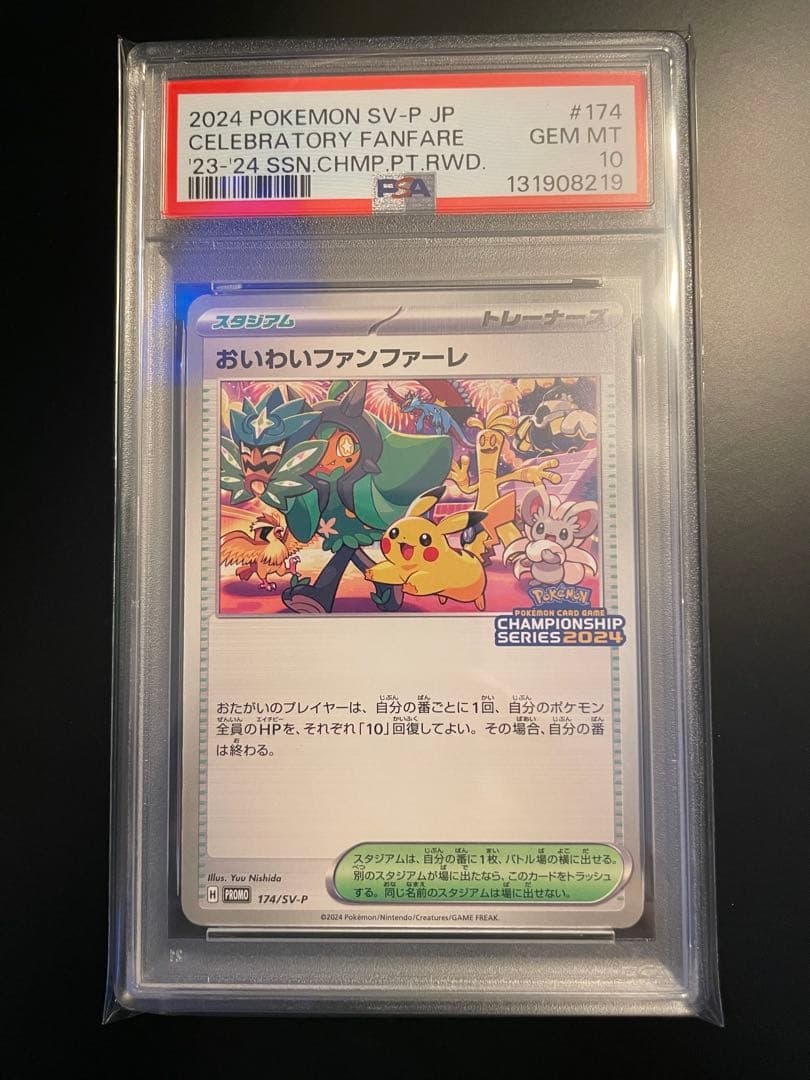 2024 POKEMON SV-P JP #174
CELEBRATORY FANFARE GEM MT
'23-'24 SSN.CHMP.PT.RWD. 10
PSA 131908219
スタジアム トレーナーズ
おいわいファンファーレ
POKÉMON
POKÉMON CARD GAME
CHAMPIONSHIP
SERIES 2024
おたがいのプレイヤーは、自分の番ごとに1回、自分のポケモン
全員のHPを、それぞれ「10」回復してよい。その場合、自分の番
は終わる。
スタジアムは、自分の番に1枚、バトル場の横に出せる。
別のスタジアムが場に出たなら、このカードをトラッシュ
する。同じ名前のスタジアムは場に出せない。
Illus. Yuu Nishida
H PROMO 174/SV-P
©2024 Pokémon/Nintendo/Creatures/GAME FREAK.